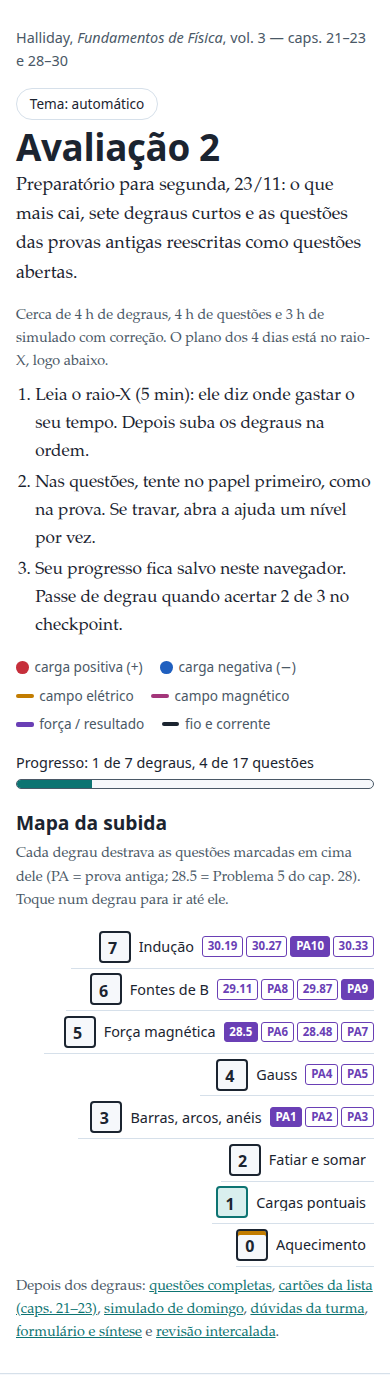 Halliday, Fundamentos de Física, vol. 3 — caps. 21–23
e 28–30
Tema: automático
Avaliação 2
Preparatório para segunda, 23/11: o que
mais cai, sete degraus curtos e as questões
das provas antigas reescritas como questões
abertas.
Cerca de 4 h de degraus, 4 h de questões e 3 h de
simulado com correção. O plano dos 4 dias está no raio-
X, logo abaixo.
1. Leia o raio-X (5 min): ele diz onde gastar o
seu tempo. Depois suba os degraus na
ordem.
2. Nas questões, tente no papel primeiro, como
na prova. Se travar, abra a ajuda um nível
por vez.
3. Seu progresso fica salvo neste navegador.
Passe de degrau quando acertar 2 de 3 no
checkpoint.
carga positiva (+) carga negativa (−)
campo elétrico campo magnético
força / resultado fio e corrente
Progresso: 1 de 7 degraus, 4 de 17 questões
Mapa da subida
Cada degrau destrava as questões marcadas em cima
dele (PA = prova antiga; 28.5 = Problema 5 do cap. 28).
Toque num degrau para ir até ele.
7 Indução 30.19 30.27 PA10 30.33
6 Fontes de B 29.11 PA8 29.87 PA9
5 Força magnética 28.5 PA6 28.48 PA7
4 Gauss PA4 PA5
3 Barras, arcos, anéis PA1 PA2 PA3
2 Fatiar e somar
1 Cargas pontuais
0 Aquecimento
Depois dos degraus: questões completas, cartões da lista
(caps. 21–23), simulado de domingo, dúvidas da turma,
formulário e síntese e revisão intercalada.